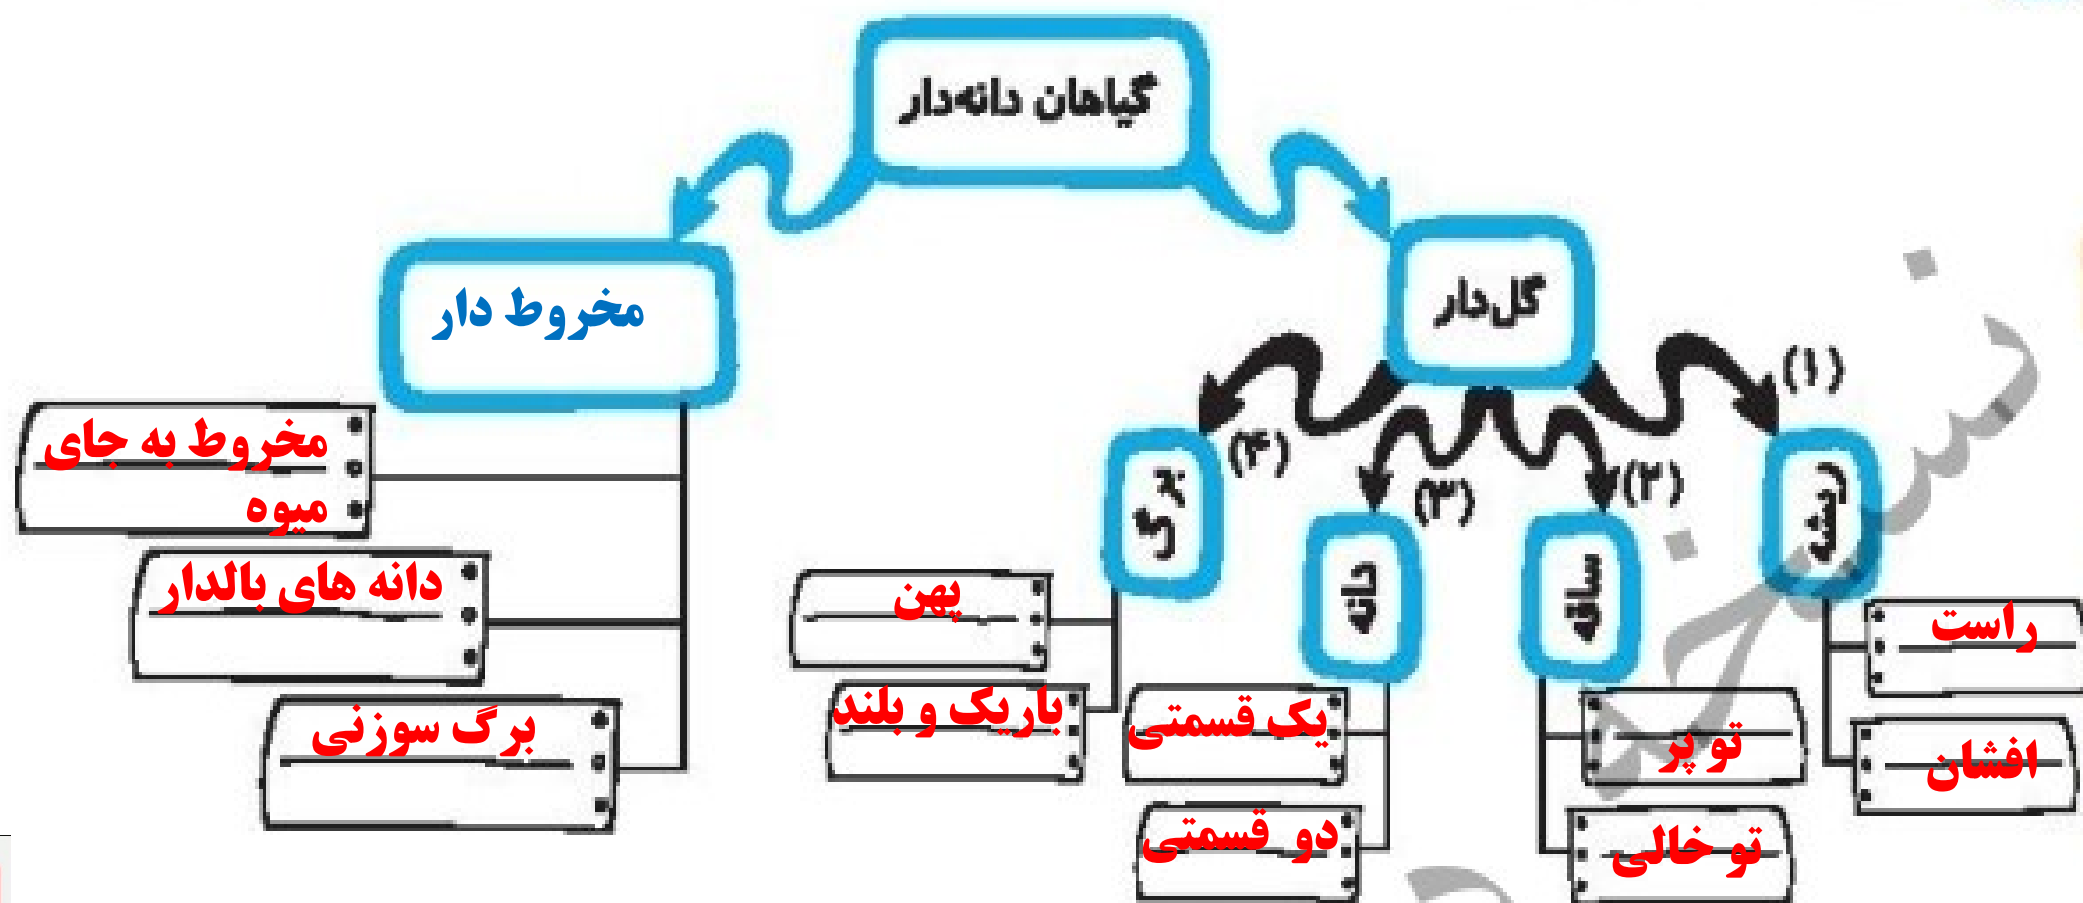 گیاهان دانه‌دار
گل‌دار
مخروط دار
(۱)
ریشه
راست
افشان
(۲)
ساقه
تو پر
تو خالی
(۳)
دانه
یک قسمتی
دو قسمتی
(۴)
برگ
پهن
باریک و بلند
مخروط به جای
میوه
دانه های بالدار
برگ سوزنی